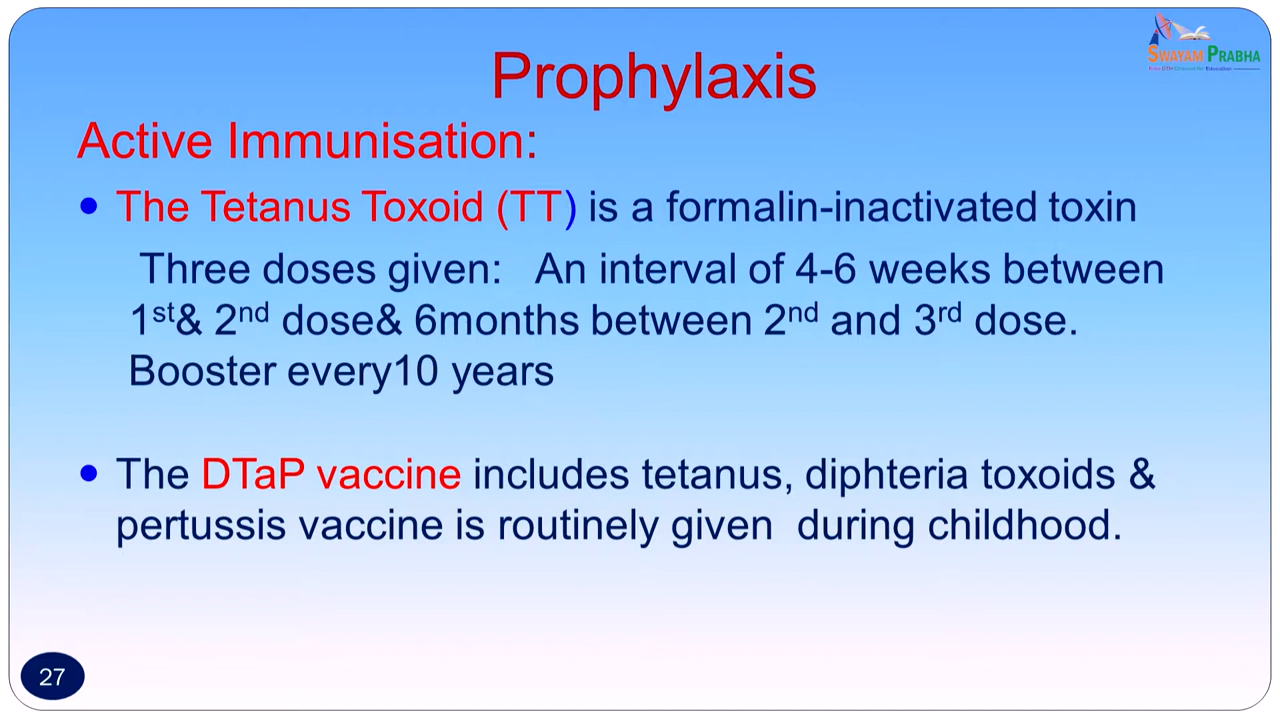 SWAYAM PRABHA
Prophylaxis
Active Immunisation:
• The Tetanus Toxoid (TT) is a formalin-inactivated toxin
Three doses given: An interval of 4-6 weeks between
1st& 2nd dose& 6months between 2nd and 3rd dose.
Booster every10 years
• The DTaP vaccine includes tetanus, diphteria toxoids &
pertussis vaccine is routinely given during childhood.
27